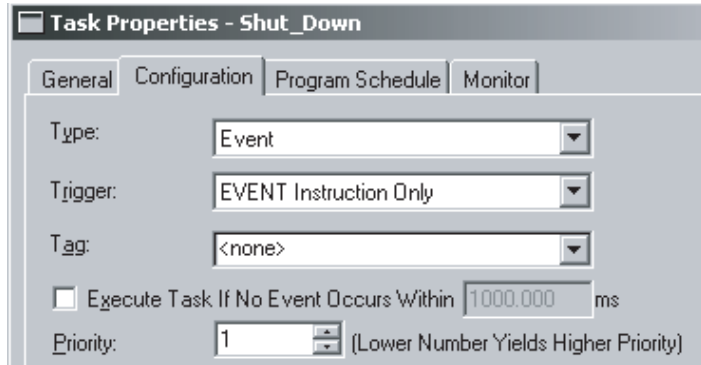 Task Properties - Shut_Down
General Configuration Program Schedule Monitor
Type: Event
Trigger: EVENT Instruction Only
Tag: <none>
Execute Task If No Event Occurs Within 1000.000 ms
Priority: 1 (Lower Number Yields Higher Priority)